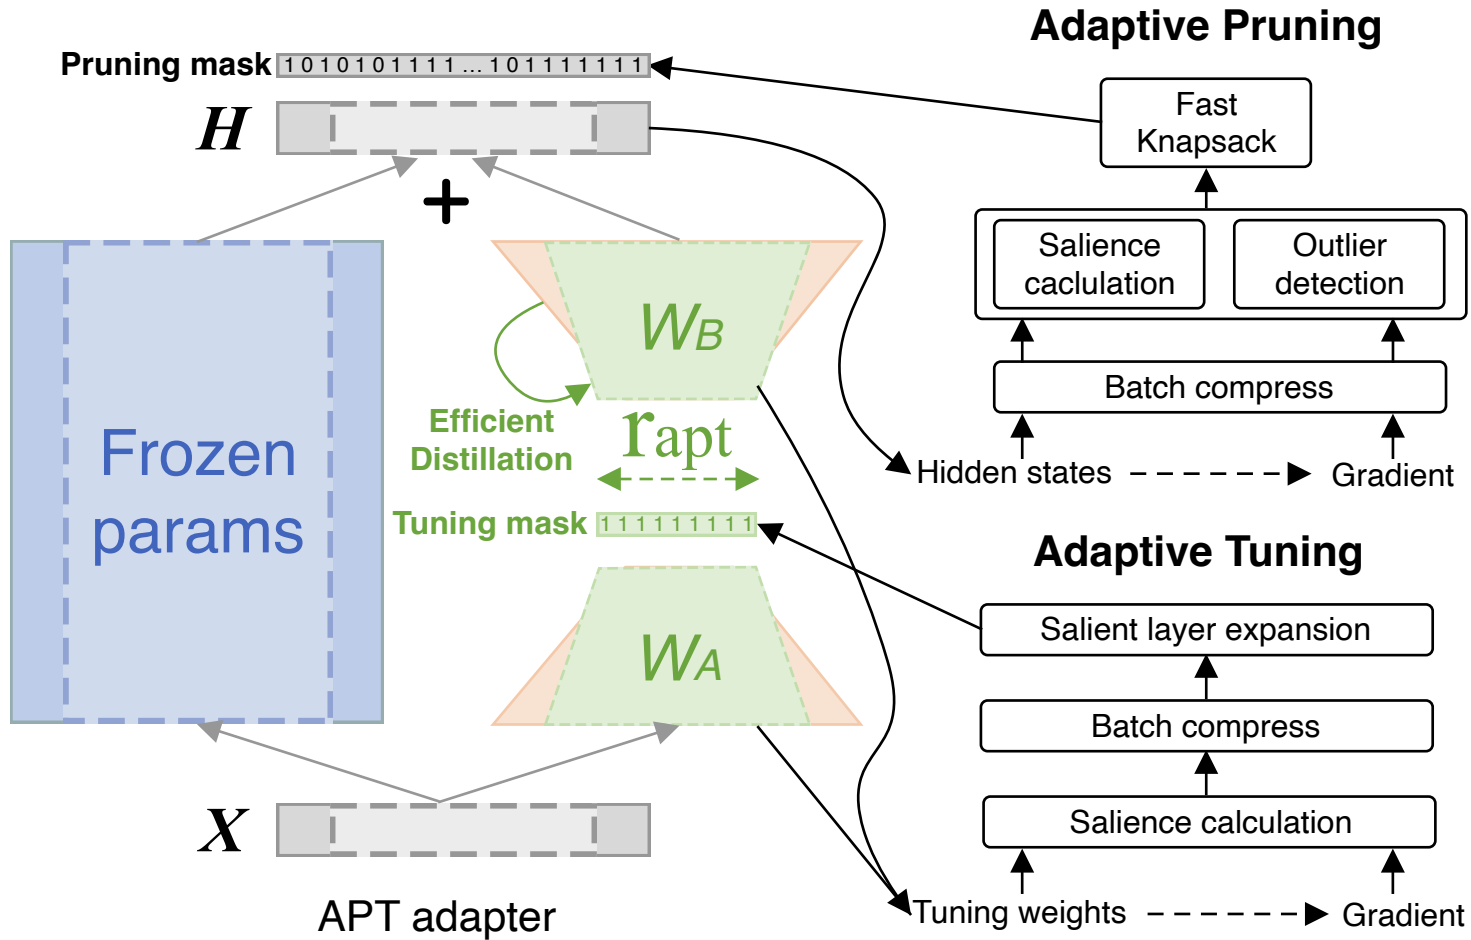 Adaptive Pruning
Pruning mask
1 0 1 0 1 0 1 1 1 1 ... 1 0 1 1 1 1 1 1 1
H
+
Fast
Knapsack
Salience
caclulation
Outlier
detection
Batch compress
Hidden states
Gradient
Frozen
params
WB
Efficient
Distillation
rapt
Tuning mask
1 1 1 1 1 1 1 1 1
WA
X
APT adapter
Adaptive Tuning
Salient layer expansion
Batch compress
Salience calculation
Tuning weights
Gradient